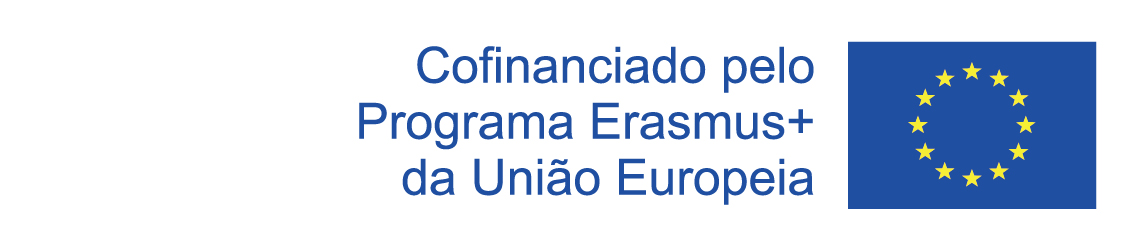 Cofinanciado pelo
Programa Erasmus+
da União Europeia